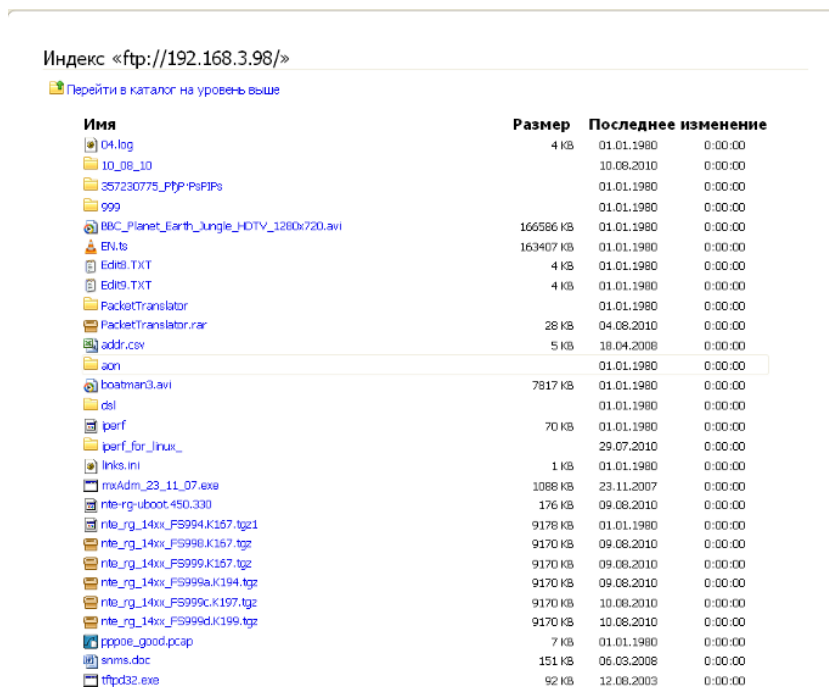 Индекс «ftp://192.168.3.98/»
Перейти в каталог на уровень выше
Имя Размер Последнее изменение
04.log 4 KB 01.01.1980 0:00:00
10_08_10 10.08.2010 0:00:00
357230775_РђР·РѕРІРѕ 01.01.1980 0:00:00
999 01.01.1980 0:00:00
BBC_Planet_Earth_Jungle_HDTV_1280x720.avi 166586 KB 01.01.1980 0:00:00
EN.ts 163407 KB 01.01.1980 0:00:00
Edit8.TXT 4 KB 01.01.1980 0:00:00
Edit9.TXT 4 KB 01.01.1980 0:00:00
PacketTranslator 01.01.1980 0:00:00
PacketTranslator.rar 28 KB 04.08.2010 0:00:00
addr.csv 5 KB 18.04.2008 0:00:00
aon 01.01.1980 0:00:00
boatman3.avi 7817 KB 01.01.1980 0:00:00
dsl 01.01.1980 0:00:00
iperf 70 KB 01.01.1980 0:00:00
iperf_for_linux_ 29.07.2010 0:00:00
links.ini 1 KB 01.01.1980 0:00:00
mxAdm_23_11_07.exe 1088 KB 23.11.2007 0:00:00
nte-rg-uboot.450.330 176 KB 09.08.2010 0:00:00
nte_rg_14xx_FS994.K167.tgz1 9178 KB 01.01.1980 0:00:00
nte_rg_14xx_FS998.K167.tgz 9170 KB 09.08.2010 0:00:00
nte_rg_14xx_FS999.K167.tgz 9170 KB 09.08.2010 0:00:00
nte_rg_14xx_FS999a.K194.tgz 9170 KB 09.08.2010 0:00:00
nte_rg_14xx_FS999c.K197.tgz 9170 KB 10.08.2010 0:00:00
nte_rg_14xx_FS999d.K199.tgz 9170 KB 10.08.2010 0:00:00
pppoe_good.pcap 7 KB 01.01.1980 0:00:00
snms.doc 151 KB 06.03.2008 0:00:00
tftpd32.exe 92 KB 12.08.2003 0:00:00